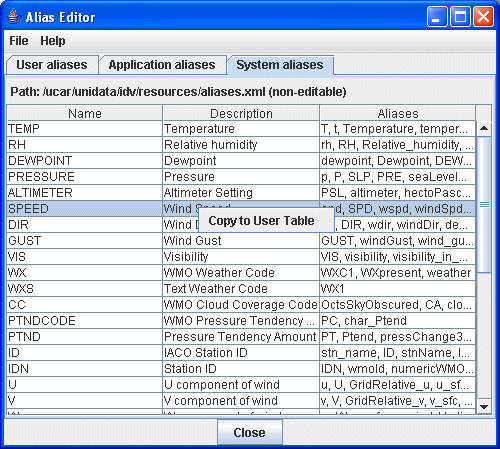 Alias Editor
File Help
User aliases Application aliases System aliases
Path: /ucar/unidata/idv/resources/aliases.xml (non-editable)
Name Description Aliases
TEMP Temperature T, t, Temperature, temper...
RH Relative humidity rh, RH, Relative_humidity, ...
DEWPOINT Dewpoint dewpoint, Dewpoint, DEW...
PRESSURE Pressure p, P, SLP, PRE, seaLevel...
ALTIMETER Altimeter Setting PSL, altimeter, hectoPasc...
SPEED Wind SPD, wspd, windSpd...
Copy to User Table
DIR Wind WDIR, wdir, windDir, de...
GUST Wind Gust GUST, windGust, wind_gu...
VIS Visibility VIS, visibility, visibility_in_...
WX WMO Weather Code WXC1, WXpresent, weather
WXS Text Weather Code WX1
CC WMO Cloud Coverage Code OctsSkyObscured, CA, clo...
PTNDCODE WMO Pressure Tendency ... PC, char_Ptend
PTND Pressure Tendency Amount PT, Ptend, pressChange3...
ID IACO Station ID stn_name, ID, stnName, I...
IDN Station ID IDN, wmoId, numericWMO...
U U component of wind u, U, GridRelative_u, u_sf...
V V component of wind v, V, GridRelative_v, v_sfc, ...
Close